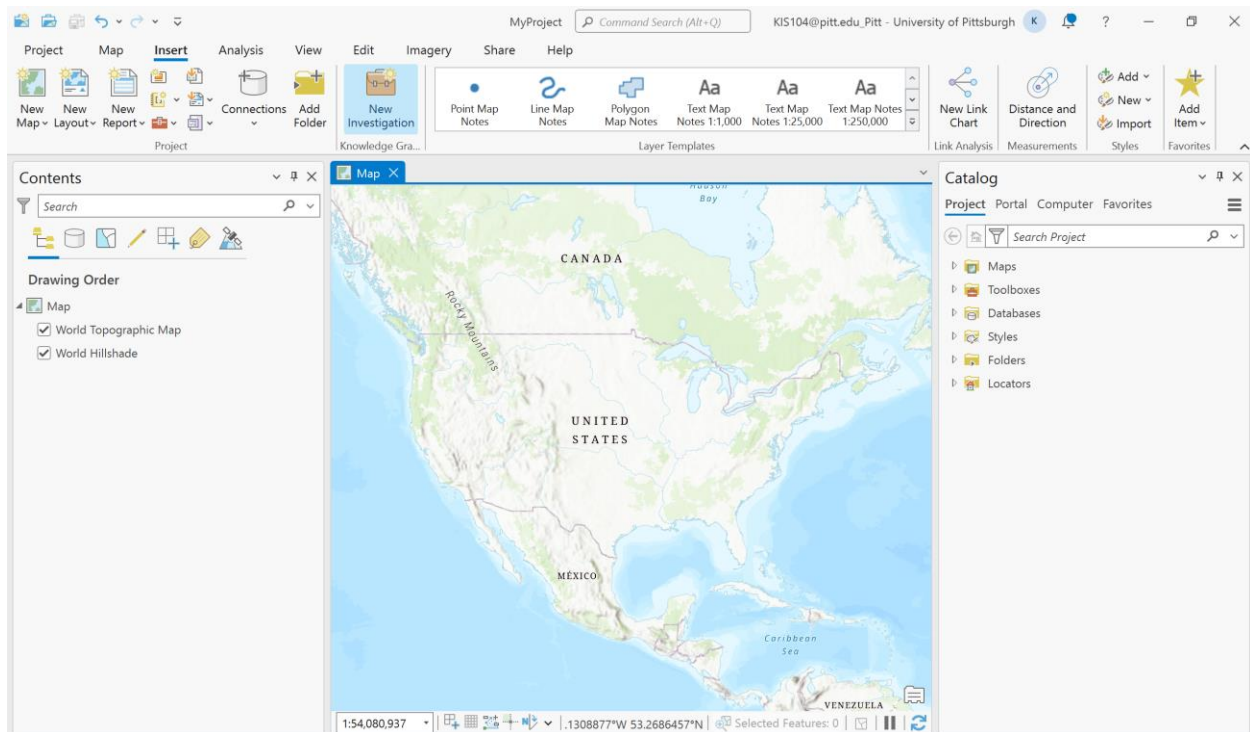 MyProject
Command Search (Alt+Q)
KIS104@pitt.edu_Pitt - University of Pittsburgh
K
?
Project Map Insert Analysis View Edit Imagery Share Help
New Map
New Layout
New Report
Connections
Add Folder
Project
New Investigation
Knowledge Gra...
Point Map Notes
Line Map Notes
Polygon Map Notes
Aa
Text Map Notes 1:1,000
Aa
Text Map Notes 1:25,000
Aa
Text Map Notes 1:250,000
Layer Templates
New Link Chart
Link Analysis
Distance and Direction
Measurements
Add
New
Import
Styles
Add Item
Favorites
Contents
Search
Drawing Order
Map
World Topographic Map
World Hillshade
Map
Hudson
Bay
CANADA
Rocky Mountains
UNITED
STATES
MÉXICO
Caribbean
Sea
VENEZUELA
1:54,080,937
N
.1308877°W 53.2686457°N
Selected Features: 0
Catalog
Project Portal Computer Favorites
Search Project
Maps
Toolboxes
Databases
Styles
Folders
Locators